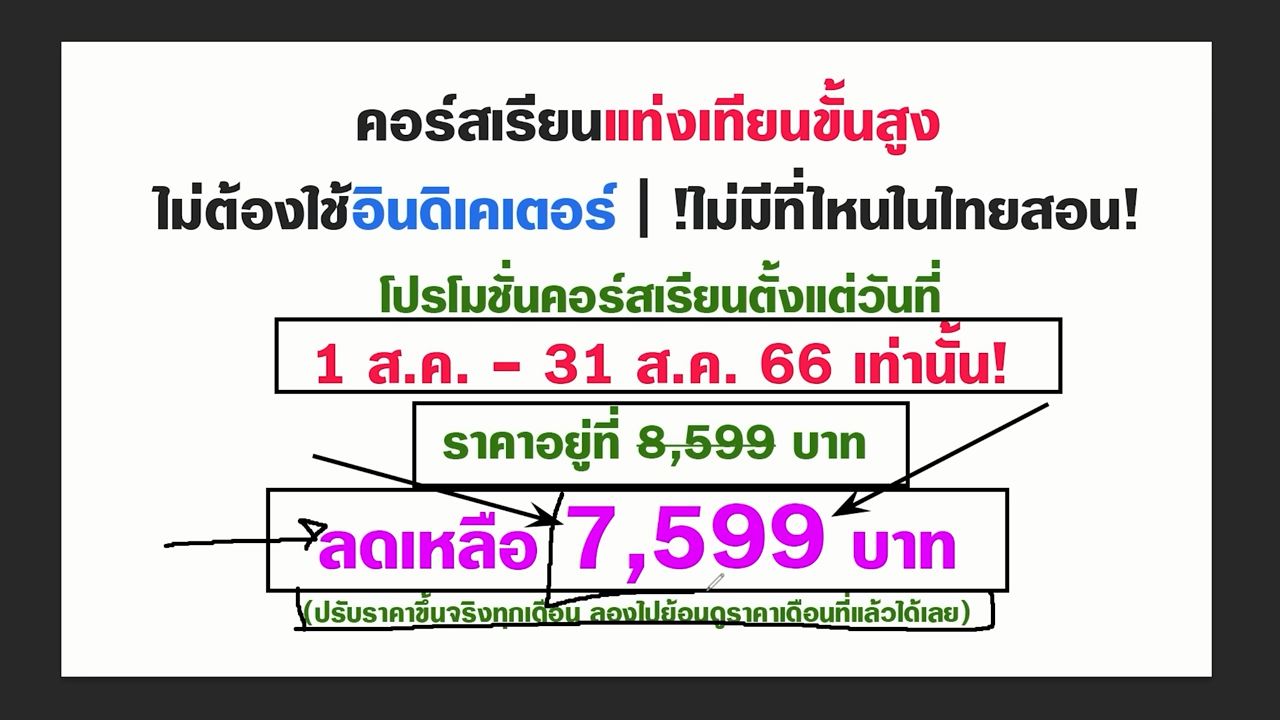 คอร์สเรียนแท่งเทียนขั้นสูง
ไม่ต้องใช้อินดิเคเตอร์ | !ไม่มีที่ไหนในไทยสอน!
โปรโมชั่นคอร์สเรียนตั้งแต่วันที่
1 ส.ค. - 31 ส.ค. 66 เท่านั้น!
ราคาอยู่ที่ 8,599 บาท
ลดเหลือ 7,599 บาท
(ปรับราคาขึ้นจริงทุกเดือน ลองไปย้อนดูราคาเดือนที่แล้วได้เลย)